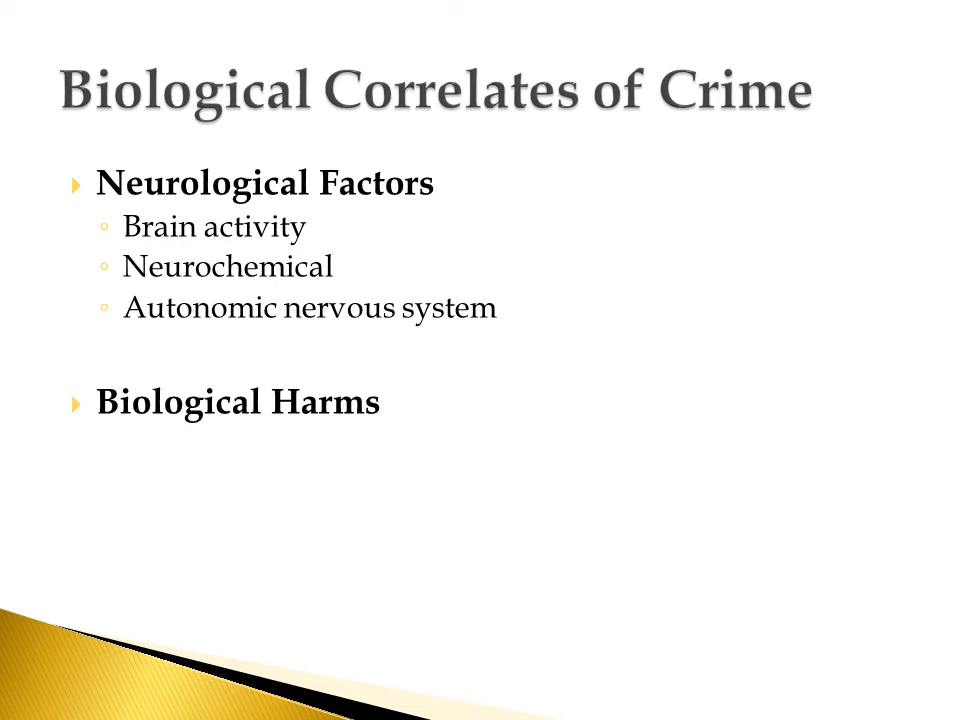 Biological Correlates of Crime
Neurological Factors
Brain activity
Neurochemical
Autonomic nervous system
Biological Harms